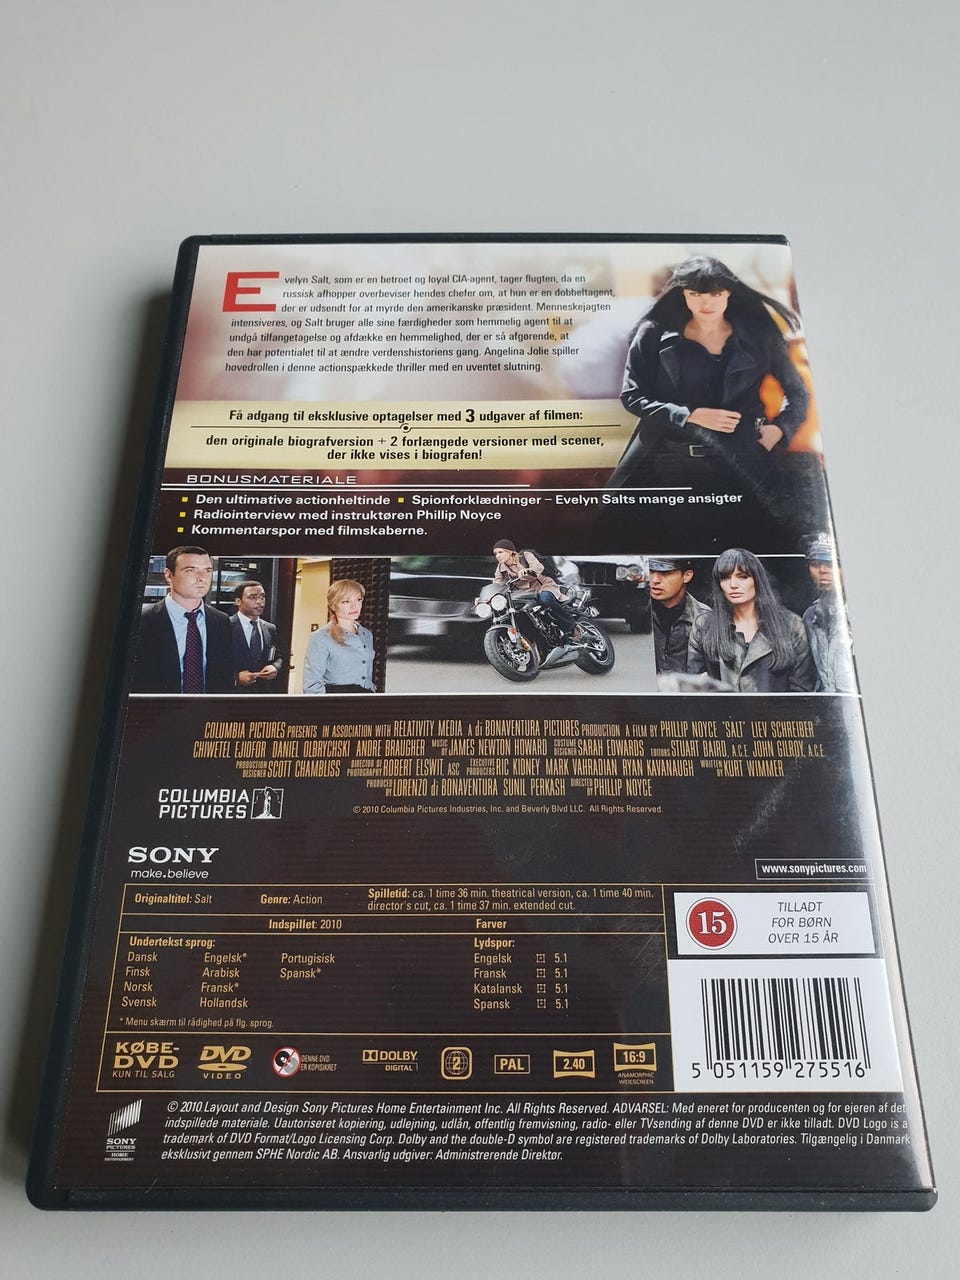 Evelyn Salt, som er en betroet og loyal CIA-agent, tager flugten, da en
russisk afhopper overbeviser hendes chefer om, at hun er en dobbeltagent,
der er udsendt for at myrde den amerikanske præsident. Menneskejagten
intensiveres, og Salt bruger alle sine færdigheder som hemmelig agent til at
undgå tilfangetagelse og afdække en hemmelighed, der er så afgørende, at
den har potentialet til at ændre verdenshistoriens gang. Angelina Jolie spiller
hovedrollen i denne actionspækkede thriller med en uventet slutning.
Få adgang til eksklusive optagelser med 3 udgaver af filmen:
den originale biografversion + 2 forlængede versioner med scener,
der ikke vises i biografen!
BONUSMATERIALE
Den ultimative actionheltinde ▪ Spionforklædninger – Evelyn Salts mange ansigter
Radiointerview med instruktøren Phillip Noyce
Kommentarspor med filmskaberne.
COLUMBIA PICTURES PRESENTS IN ASSOCIATION WITH RELATIVITY MEDIA A di BONAVENTURA PICTURES PRODUCTION A FILM BY PHILLIP NOYCE "SALT" LIEV SCHREIBER
CHIWETEL EJIOFOR DANIEL OLBRYCHSKI ANDRE BRAUGHER MUSIC BY JAMES NEWTON HOWARD COSTUME DESIGNER SARAH EDWARDS EDITORS STUART BAIRD, A.C.E. JOHN GILROY, A.C.E.
PRODUCTION DESIGNER SCOTT CHAMBLISS DIRECTOR OF PHOTOGRAPHY ROBERT ELSWIT, ASC EXECUTIVE PRODUCERS RIC KIDNEY MARK VAHRADIAN RYAN KAVANAUGH WRITTEN BY KURT WIMMER
PRODUCED BY LORENZO di BONAVENTURA SUNIL PERKASH DIRECTED BY PHILLIP NOYCE
COLUMBIA
PICTURES
© 2010 Columbia Pictures Industries, Inc. and Beverly Blvd LLC. All Rights Reserved.
SONY
make.believe
www.sonypictures.com
Originaltitel: Salt
Genre: Action
Spilletid: ca. 1 time 36 min. theatrical version, ca. 1 time 40 min.
director's cut, ca. 1 time 37 min. extended cut.
Indspillet: 2010
Farver
Undertekst sprog:
Dansk Engelsk* Portugisisk
Finsk Arabisk Spansk*
Norsk Fransk*
Svensk Hollandsk
* Menu skærm til rådighed på flg. sprog.
Lydspor:
Engelsk 5.1
Fransk 5.1
Katalansk 5.1
Spansk 5.1
15
TILLADT
FOR BØRN
OVER 15 ÅR
KØBE-
DVD
KUN TIL SALG
DVD
VIDEO
DENNE DVD
ER KOPISIKRET
DOLBY
DIGITAL
2
PAL
2.40
16:9
ANAMORPHIC
WIDESCREEN
5 051159 275516
SONY
PICTURES
HOME
ENTERTAINMENT
© 2010 Layout and Design Sony Pictures Home Entertainment Inc. All Rights Reserved. ADVARSEL: Med eneret for producenten og for ejeren af det
indspillede materiale. Uautoriseret kopiering, udlejning, udlån, offentlig fremvisning, radio- eller TVsending af denne DVD er ikke tilladt. DVD Logo is a
trademark of DVD Format/Logo Licensing Corp. Dolby and the double-D symbol are registered trademarks of Dolby Laboratories. Tilgængelig i Danmark
eksklusivt gennem SPHE Nordic AB. Ansvarlig udgiver: Administrerende Direktør.